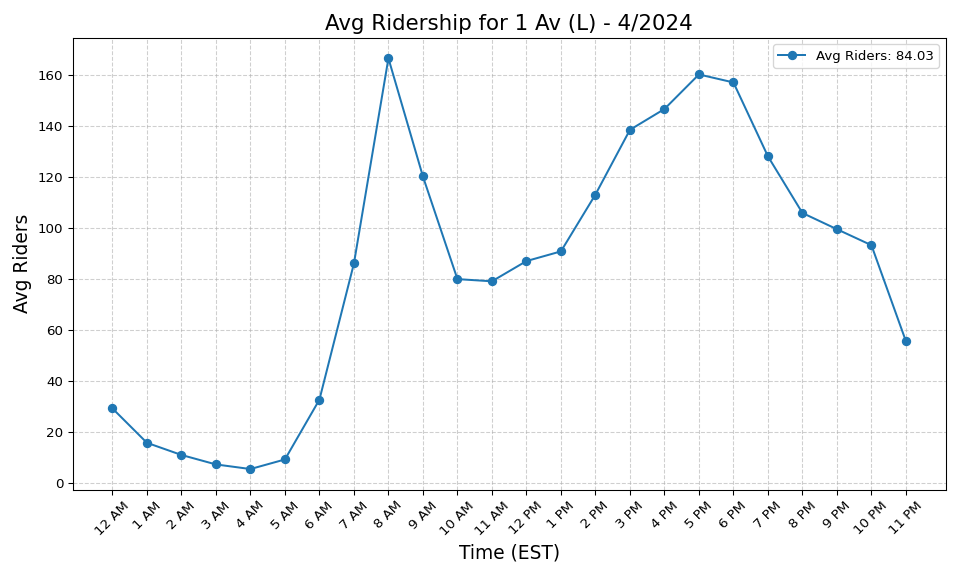 Avg Ridership for 1 Av (L) - 4/2024
Avg Riders: 84.03
Avg Riders
160
140
120
100
80
60
40
20
0
12 AM
1 AM
2 AM
3 AM
4 AM
5 AM
6 AM
7 AM
8 AM
9 AM
10 AM
11 AM
12 PM
1 PM
2 PM
3 PM
4 PM
5 PM
6 PM
7 PM
8 PM
9 PM
10 PM
11 PM
Time (EST)